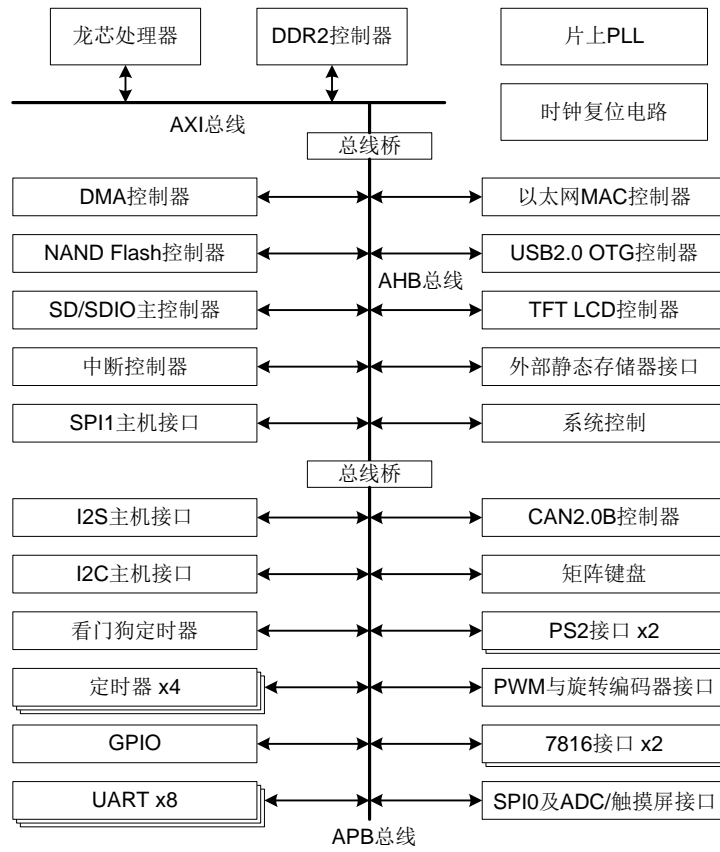 龙芯处理器
DDR2控制器
片上PLL
AXI总线
时钟复位电路
总线桥
DMA控制器
以太网MAC控制器
NAND Flash控制器
USB2.0 OTG控制器
AHB总线
SD/SDIO主控制器
TFT LCD控制器
中断控制器
外部静态存储器接口
SPI1主机接口
系统控制
总线桥
I2S主机接口
CAN2.0B控制器
I2C主机接口
矩阵键盘
看门狗定时器
PS2接口 x2
定时器 x4
PWM与旋转编码器接口
GPIO
7816接口 x2
UART x8
SPI0及ADC/触摸屏接口
APB总线